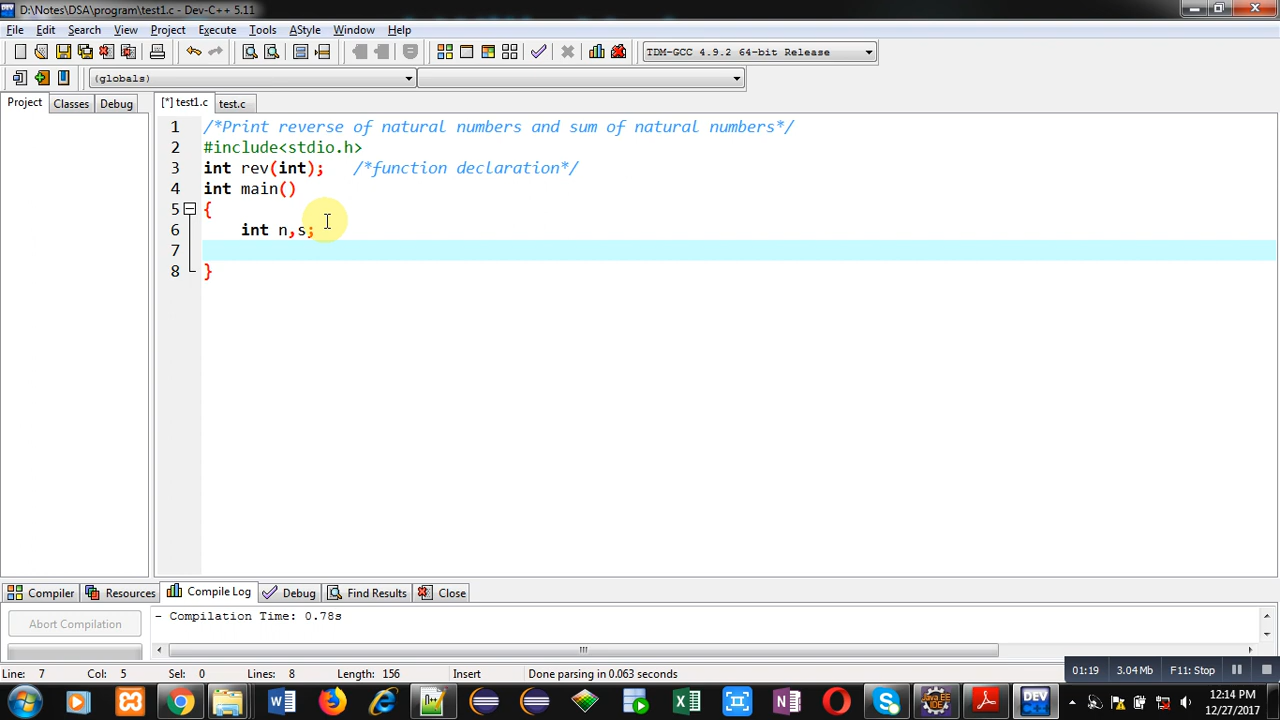 D:\Notes\DSA\program\test1.c - Dev-C++ 5.11
File Edit Search View Project Execute Tools AStyle Window Help
TDM-GCC 4.9.2 64-bit Release
(globals)
Project Classes Debug [*] test1.c test.c
1 /*Print reverse of natural numbers and sum of natural numbers*/
2 #include<stdio.h>
3 int rev(int); /*function declaration*/
4 int main()
5 {
6 int n,s;
7
8 }
Compiler Resources Compile Log Debug Find Results Close
- Compilation Time: 0.78s
Abort Compilation
Line: 7 Col: 5 Sel: 0 Lines: 8 Length: 156 Insert Done parsing in 0.063 seconds
01:19 3.04 Mb F11: Stop
12:14 PM
12/27/2017